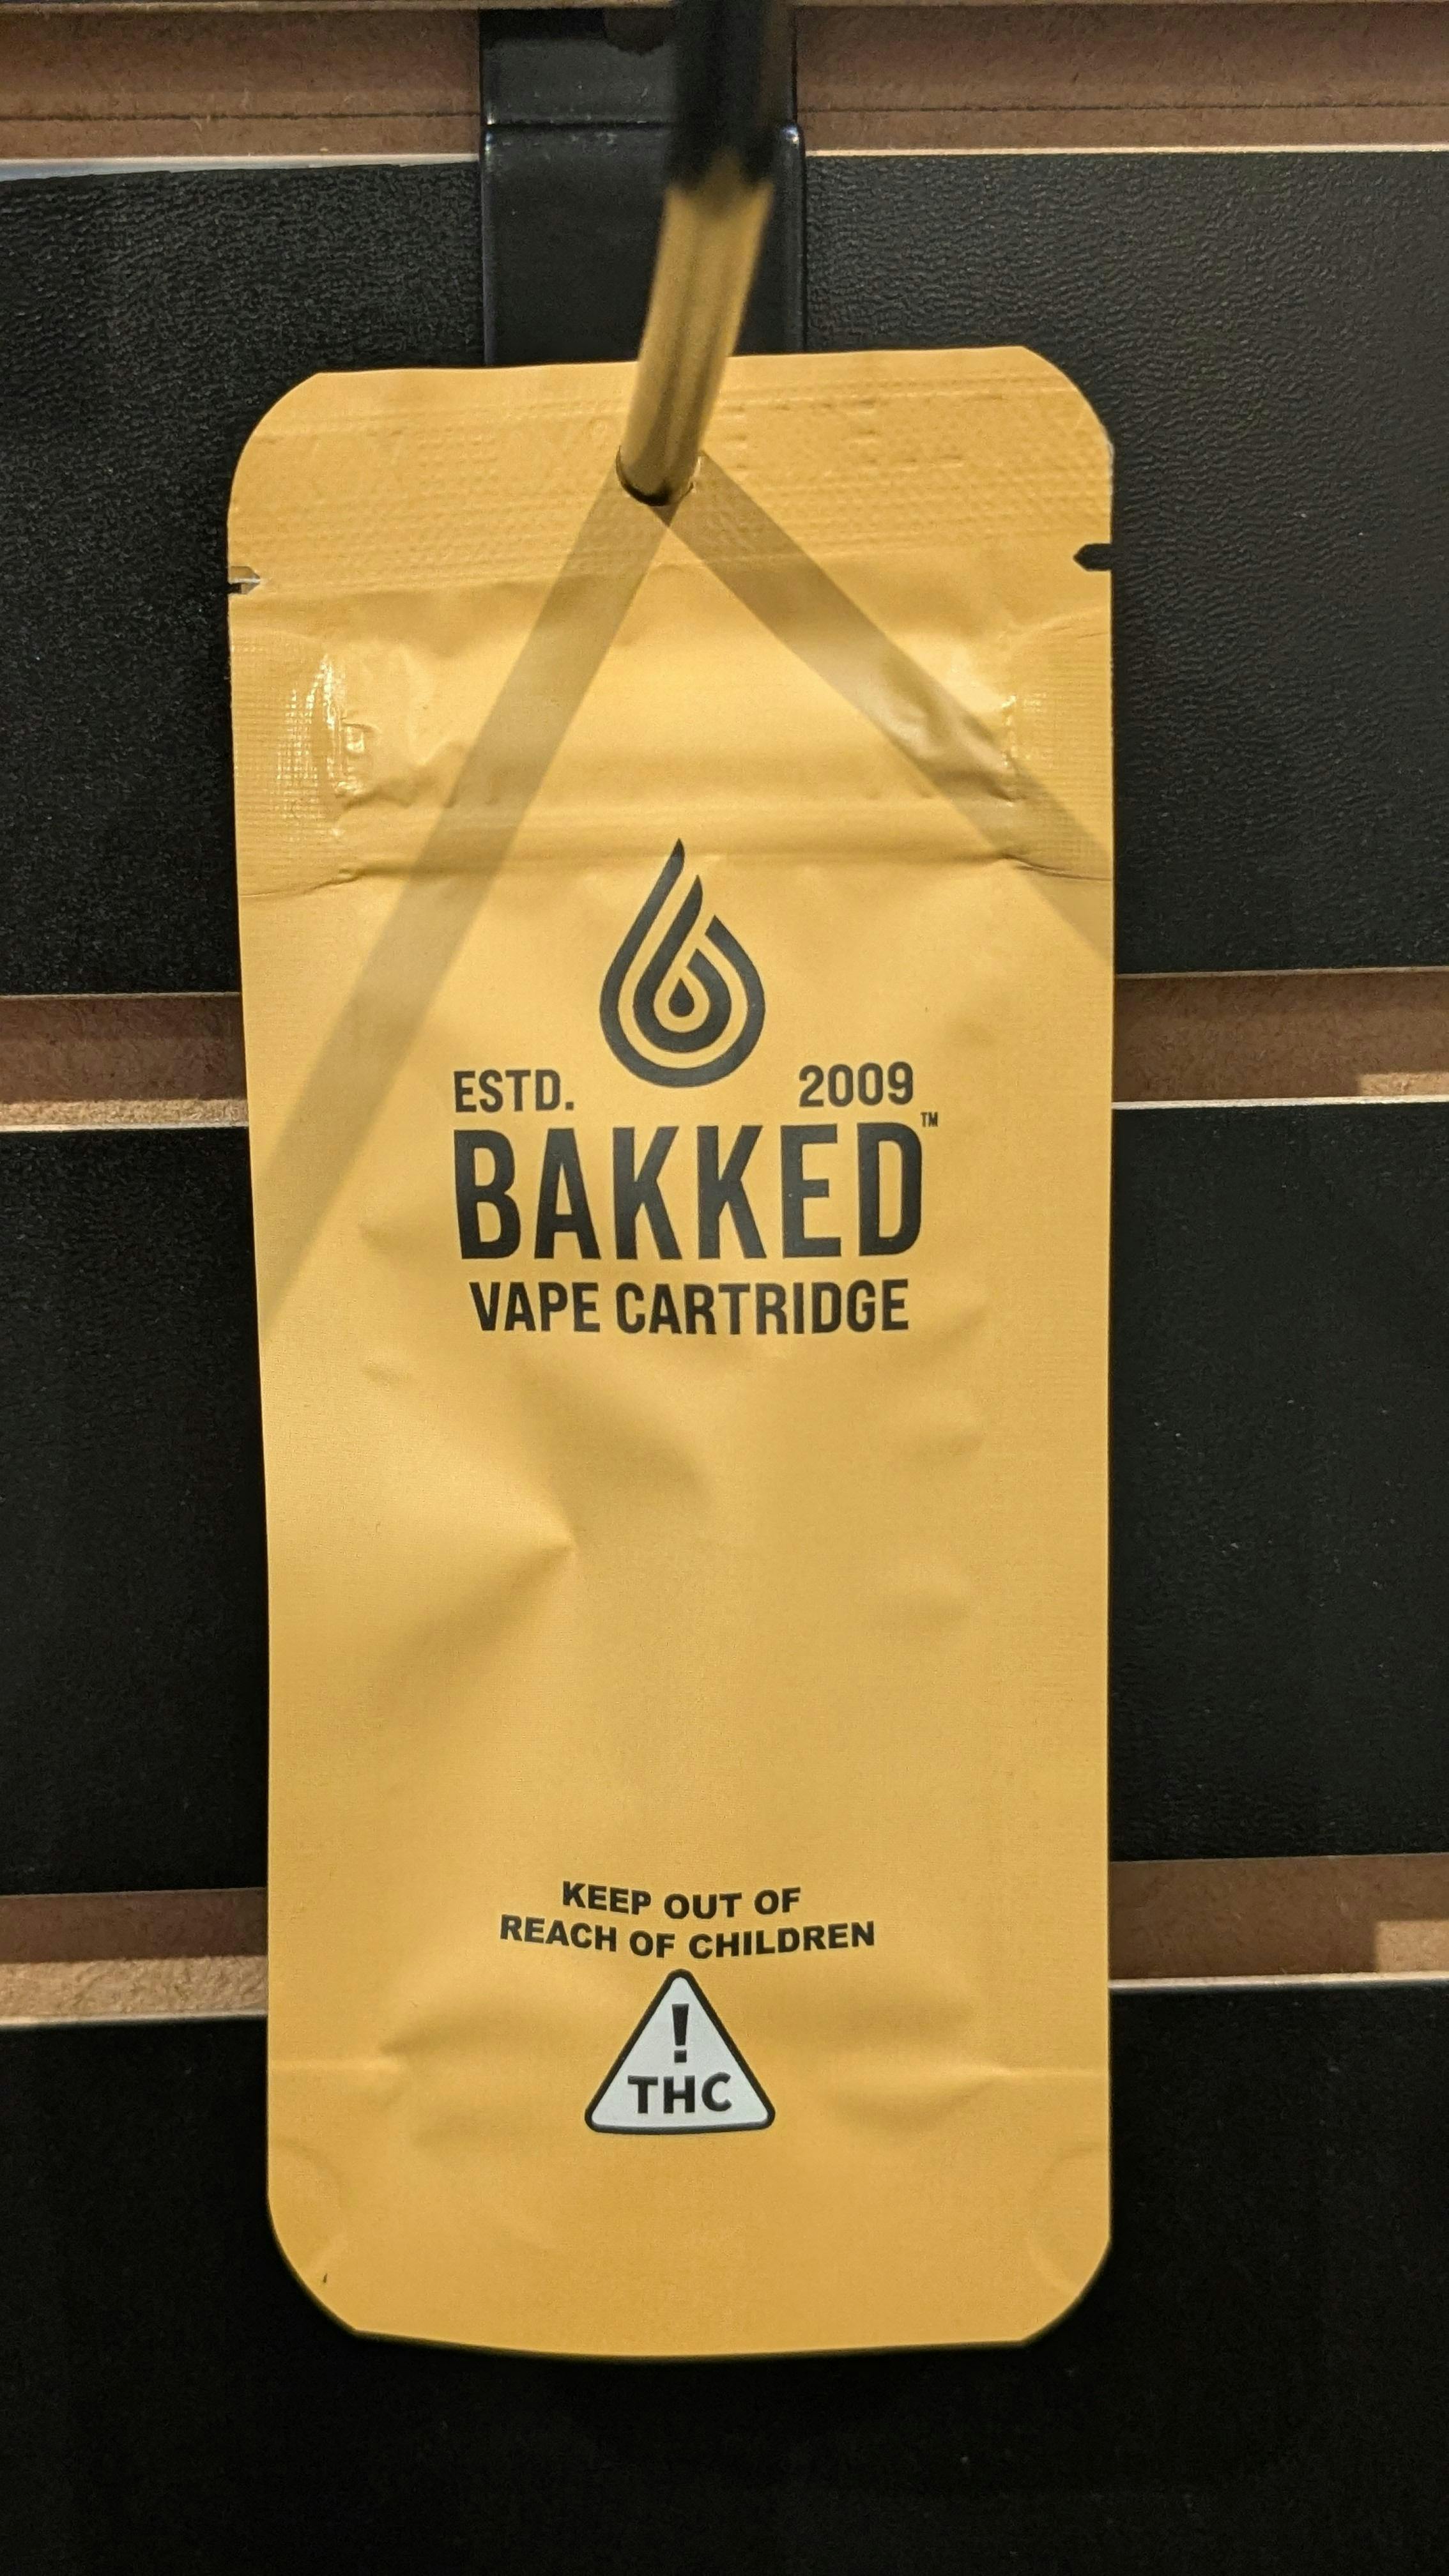 ESTD. 2009
BAKKED™
VAPE CARTRIDGE
KEEP OUT OF
REACH OF CHILDREN
!
THC